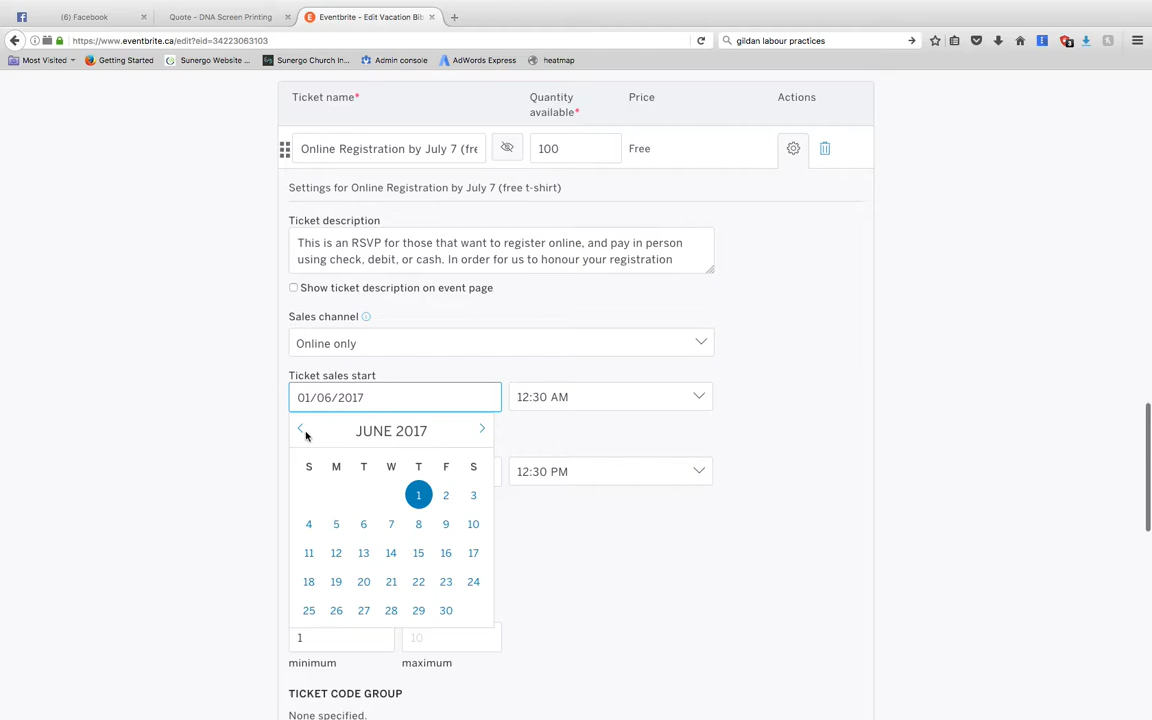 (6) Facebook
Quote - DNA Screen Printing
Eventbrite - Edit Vacation Bib
https://www.eventbrite.ca/edit?eid=34223063103
gildan labour practices
Most Visited
Getting Started
Sunergo Website ...
Sunergo Church In...
Admin console
AdWords Express
heatmap
Ticket name*
Quantity
available*
Price
Actions
Online Registration by July 7 (fre
100
Free
Settings for Online Registration by July 7 (free t-shirt)
Ticket description
This is an RSVP for those that want to register online, and pay in person
using check, debit, or cash. In order for us to honour your registration
Show ticket description on event page
Sales channel
Online only
Ticket sales start
01/06/2017
12:30 AM
JUNE 2017
12:30 PM
S M T W T F S
1 2 3
4 5 6 7 8 9 10
11 12 13 14 15 16 17
18 19 20 21 22 23 24
25 26 27 28 29 30
1
10
minimum
maximum
TICKET CODE GROUP
None specified.